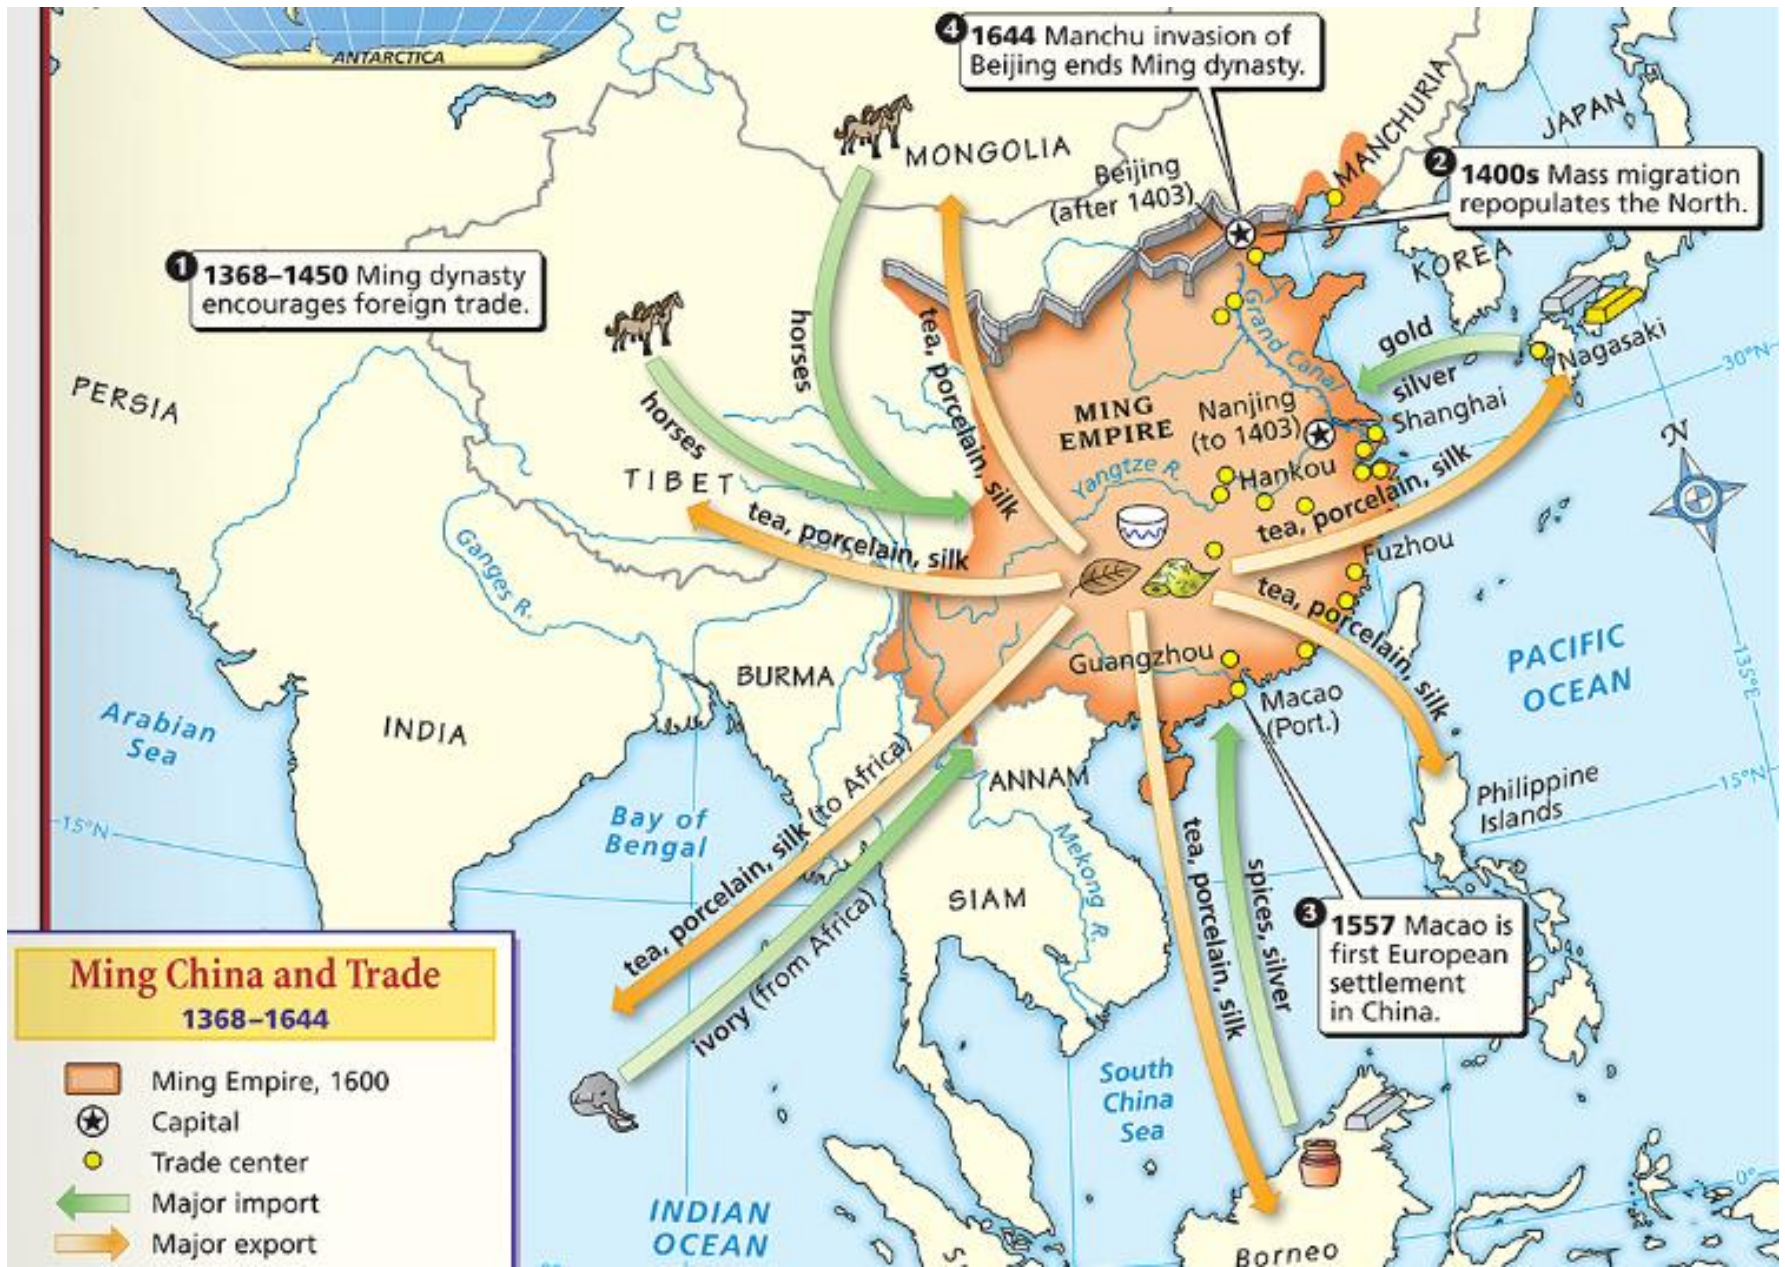 ANTARCTICA
4 1644 Manchu invasion of
Beijing ends Ming dynasty.
MANCHURIA
JAPAN
MONGOLIA
Beijing
(after 1403)
2 1400s Mass migration
repopulates the North.
KOREA
1 1368–1450 Ming dynasty
encourages foreign trade.
horses
tea, porcelain, silk
Grand Canal
gold
silver
Nagasaki
30°N
PERSIA
horses
MING
EMPIRE
Nanjing
(to 1403)
Shanghai
N
TIBET
Yangtze R.
Hankou
tea, porcelain, silk
tea, porcelain, silk
Fuzhou
Ganges R.
tea, porcelain, silk
PACIFIC
OCEAN
135°E
BURMA
Guangzhou
Macao
(Port.)
Arabian
Sea
INDIA
ANNAM
Philippine
Islands
15°N
15°N
Bay of
Bengal
tea, porcelain, silk (to Africa)
ivory (from Africa)
SIAM
Mekong R.
tea, porcelain, silk
spices, silver
3 1557 Macao is
first European
settlement
in China.
Ming China and Trade
1368–1644
Ming Empire, 1600
Capital
Trade center
Major import
Major export
South
China
Sea
INDIAN
OCEAN
0°
S
Borneo